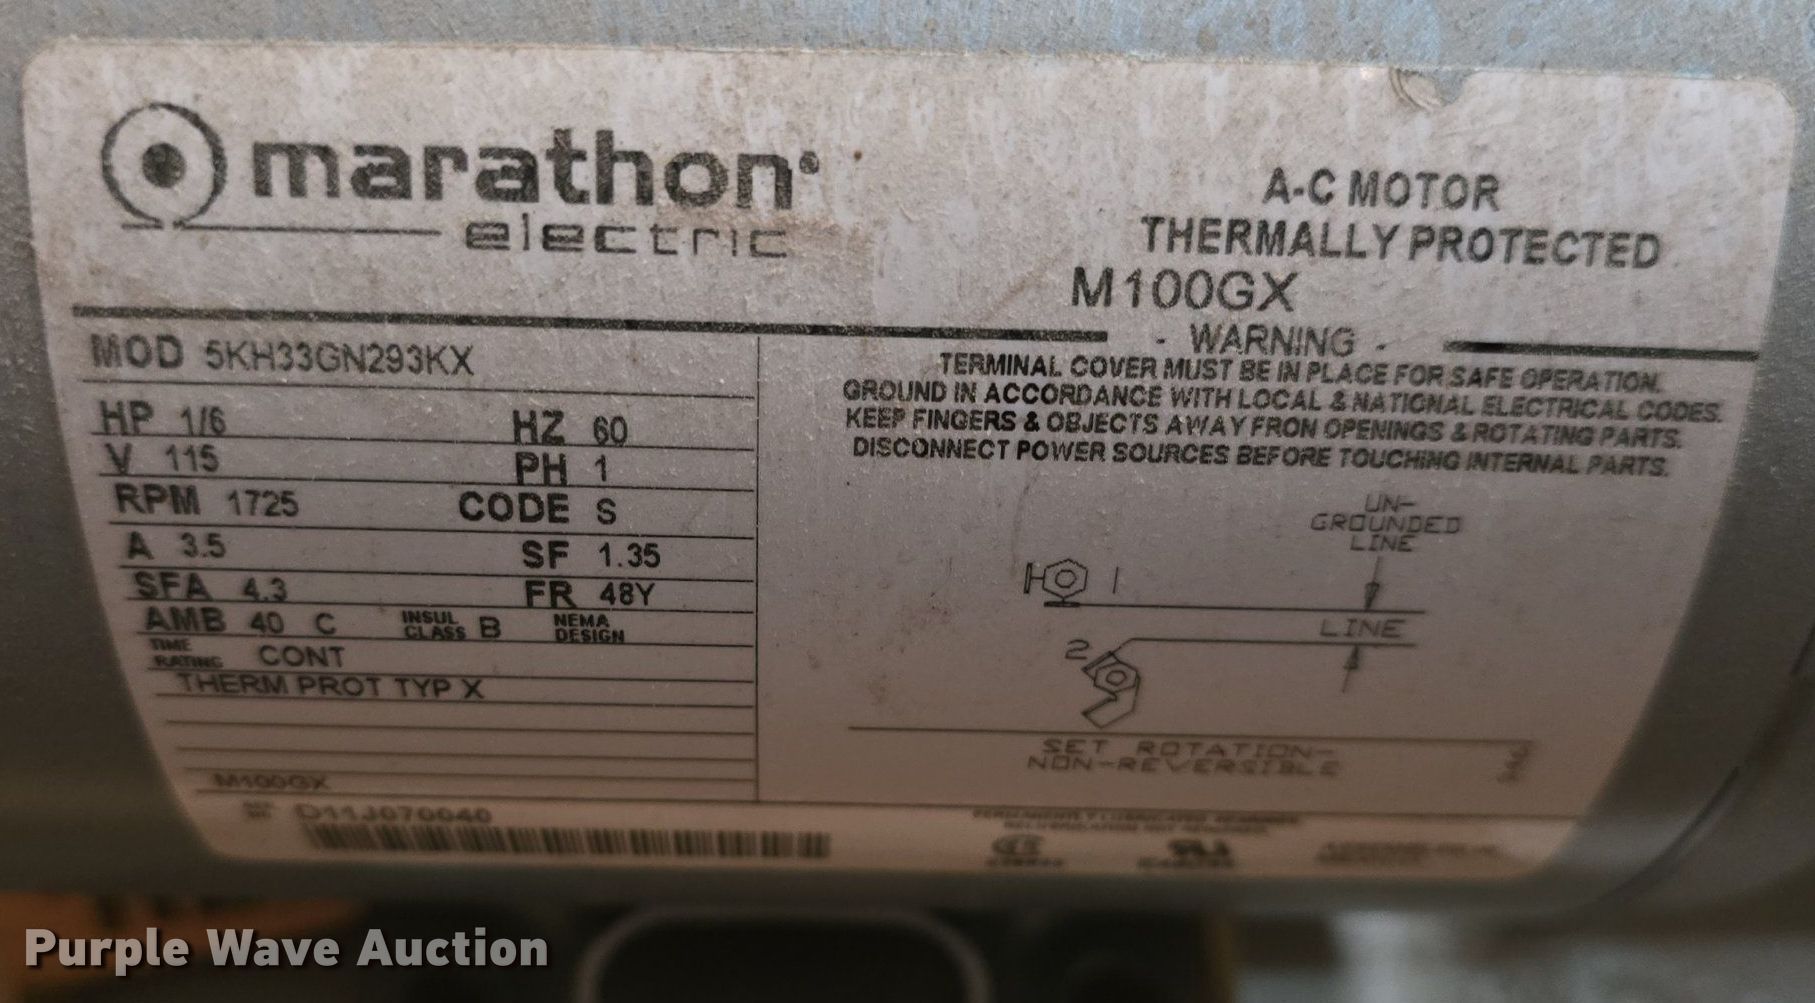 marathon
electric
A-C MOTOR
THERMALLY PROTECTED
M100GX
- WARNING -
TERMINAL COVER MUST BE IN PLACE FOR SAFE OPERATION.
GROUND IN ACCORDANCE WITH LOCAL & NATIONAL ELECTRICAL CODES.
KEEP FINGERS & OBJECTS AWAY FRON OPENINGS & ROTATING PARTS.
DISCONNECT POWER SOURCES BEFORE TOUCHING INTERNAL PARTS.
MOD 5KH33GN293KX
HP 1/6 HZ 60
V 115 PH 1
RPM 1725 CODE S
A 3.5 SF 1.35
SFA 4.3 FR 48Y
AMB 40 C INSUL CLASS B NEMA DESIGN
TIME RATING CONT
THERM PROT TYP X
M100GX
D11J070040
UN-
GROUNDED
LINE
1
LINE
2
SET ROTATION-
NON-REVERSIBLE
PERMANENTLY LUBRICATED BEARINGS
Purple Wave Auction